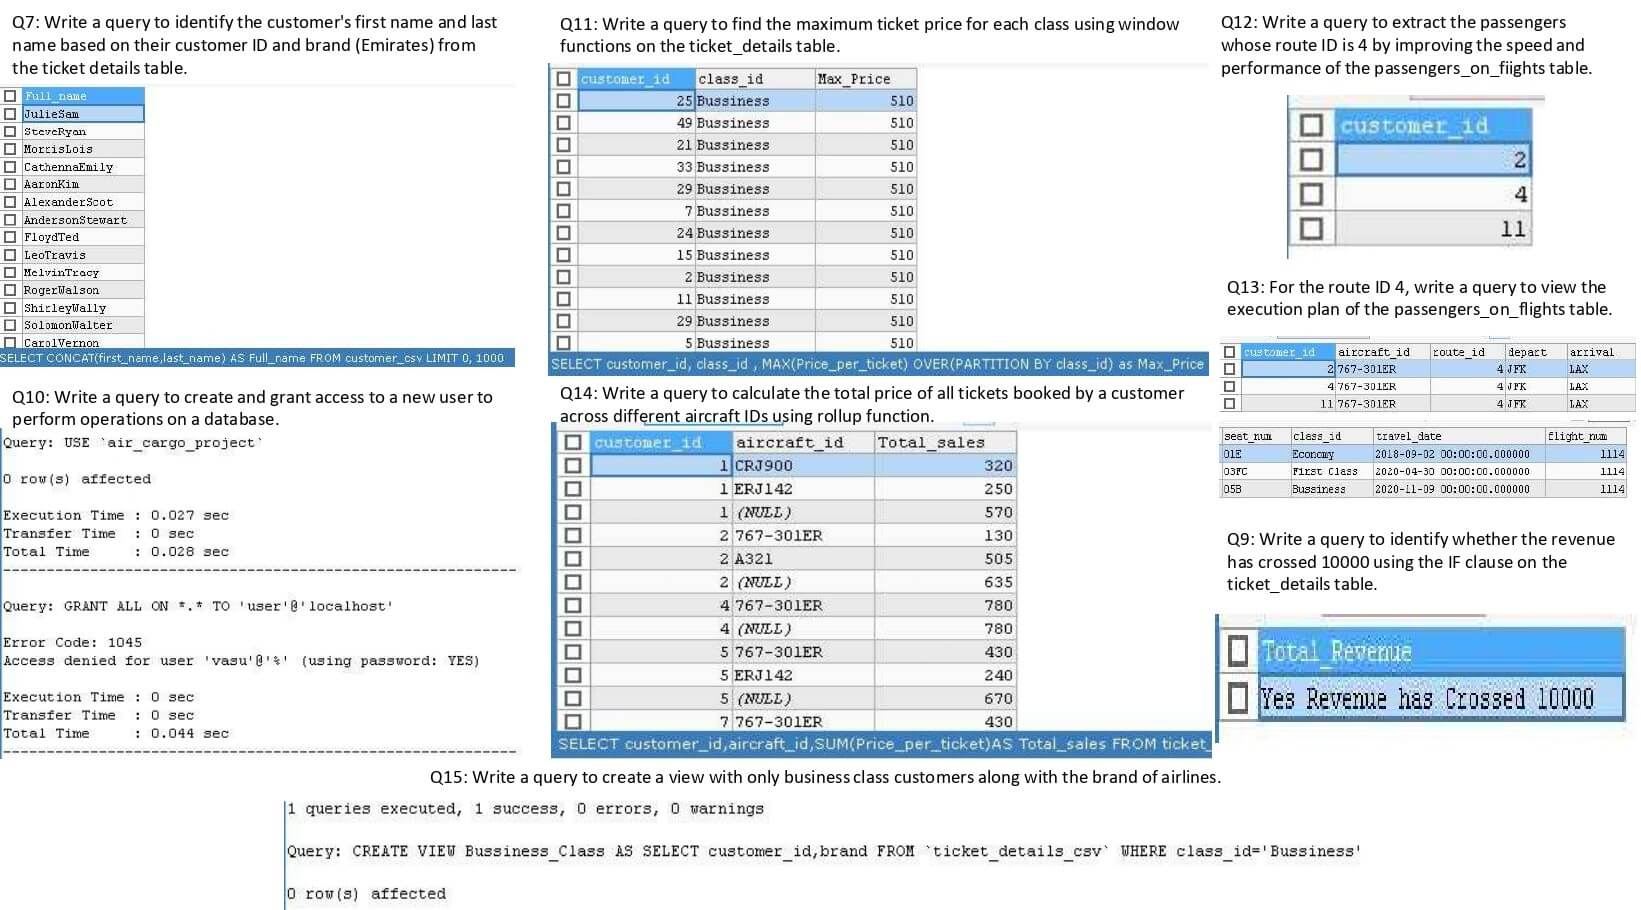 Q7: Write a query to identify the customer's first name and last
name based on their customer ID and brand (Emirates) from
the ticket details table.
Full_name
JulieSam
SteveRyan
MorrisLois
CathennaEmily
AaronKim
AlexanderScot
AndersonStewart
FloydTed
LeoTravis
MelvinTracy
RogerWalson
ShirleyWally
SolomonWalter
CarolVernon
SELECT CONCAT(first_name,last_name) AS Full_name FROM customer_csv LIMIT 0, 1000
Q10: Write a query to create and grant access to a new user to
perform operations on a database.
Query: USE `air_cargo_project`
0 row(s) affected
Execution Time : 0.027 sec
Transfer Time : 0 sec
Total Time : 0.028 sec
--------------------------------------------------
Query: GRANT ALL ON *.* TO 'user'@'localhost'
Error Code: 1045
Access denied for user 'vasu'@'%' (using password: YES)
Execution Time : 0 sec
Transfer Time : 0 sec
Total Time : 0.044 sec
--------------------------------------------------
Q11: Write a query to find the maximum ticket price for each class using window
functions on the ticket_details table.
customer_id class_id Max_Price
25 Bussiness 510
49 Bussiness 510
21 Bussiness 510
33 Bussiness 510
29 Bussiness 510
7 Bussiness 510
24 Bussiness 510
15 Bussiness 510
2 Bussiness 510
11 Bussiness 510
29 Bussiness 510
5 Bussiness 510
SELECT customer_id, class_id , MAX(Price_per_ticket) OVER(PARTITION BY class_id) as Max_Price
Q14: Write a query to calculate the total price of all tickets booked by a customer
across different aircraft IDs using rollup function.
customer_id aircraft_id Total_sales
1 CRJ900 320
1 ERJ142 250
1 (NULL) 570
2 767-301ER 130
2 A321 505
2 (NULL) 635
4 767-301ER 780
4 (NULL) 780
5 767-301ER 430
5 ERJ142 240
5 (NULL) 670
7 767-301ER 430
SELECT customer_id,aircraft_id,SUM(Price_per_ticket)AS Total_sales FROM ticket_
Q12: Write a query to extract the passengers
whose route ID is 4 by improving the speed and
performance of the passengers_on_fiights table.
customer_id
2
4
11
Q13: For the route ID 4, write a query to view the
execution plan of the passengers_on_flights table.
customer_id aircraft_id route_id depart arrival
2 767-301ER 4 JFK LAX
4 767-301ER 4 JFK LAX
11 767-301ER 4 JFK LAX
seat_num class_id travel_date flight_num
01E Economy 2018-09-02 00:00:00.000000 1114
03FC First Class 2020-04-30 00:00:00.000000 1114
05B Bussiness 2020-11-09 00:00:00.000000 1114
Q9: Write a query to identify whether the revenue
has crossed 10000 using the IF clause on the
ticket_details table.
Total_Revenue
Yes Revenue has Crossed 10000
Q15: Write a query to create a view with only business class customers along with the brand of airlines.
1 queries executed, 1 success, 0 errors, 0 warnings
Query: CREATE VIEW Bussiness_Class AS SELECT customer_id,brand FROM `ticket_details_csv` WHERE class_id='Bussiness'
0 row(s) affected